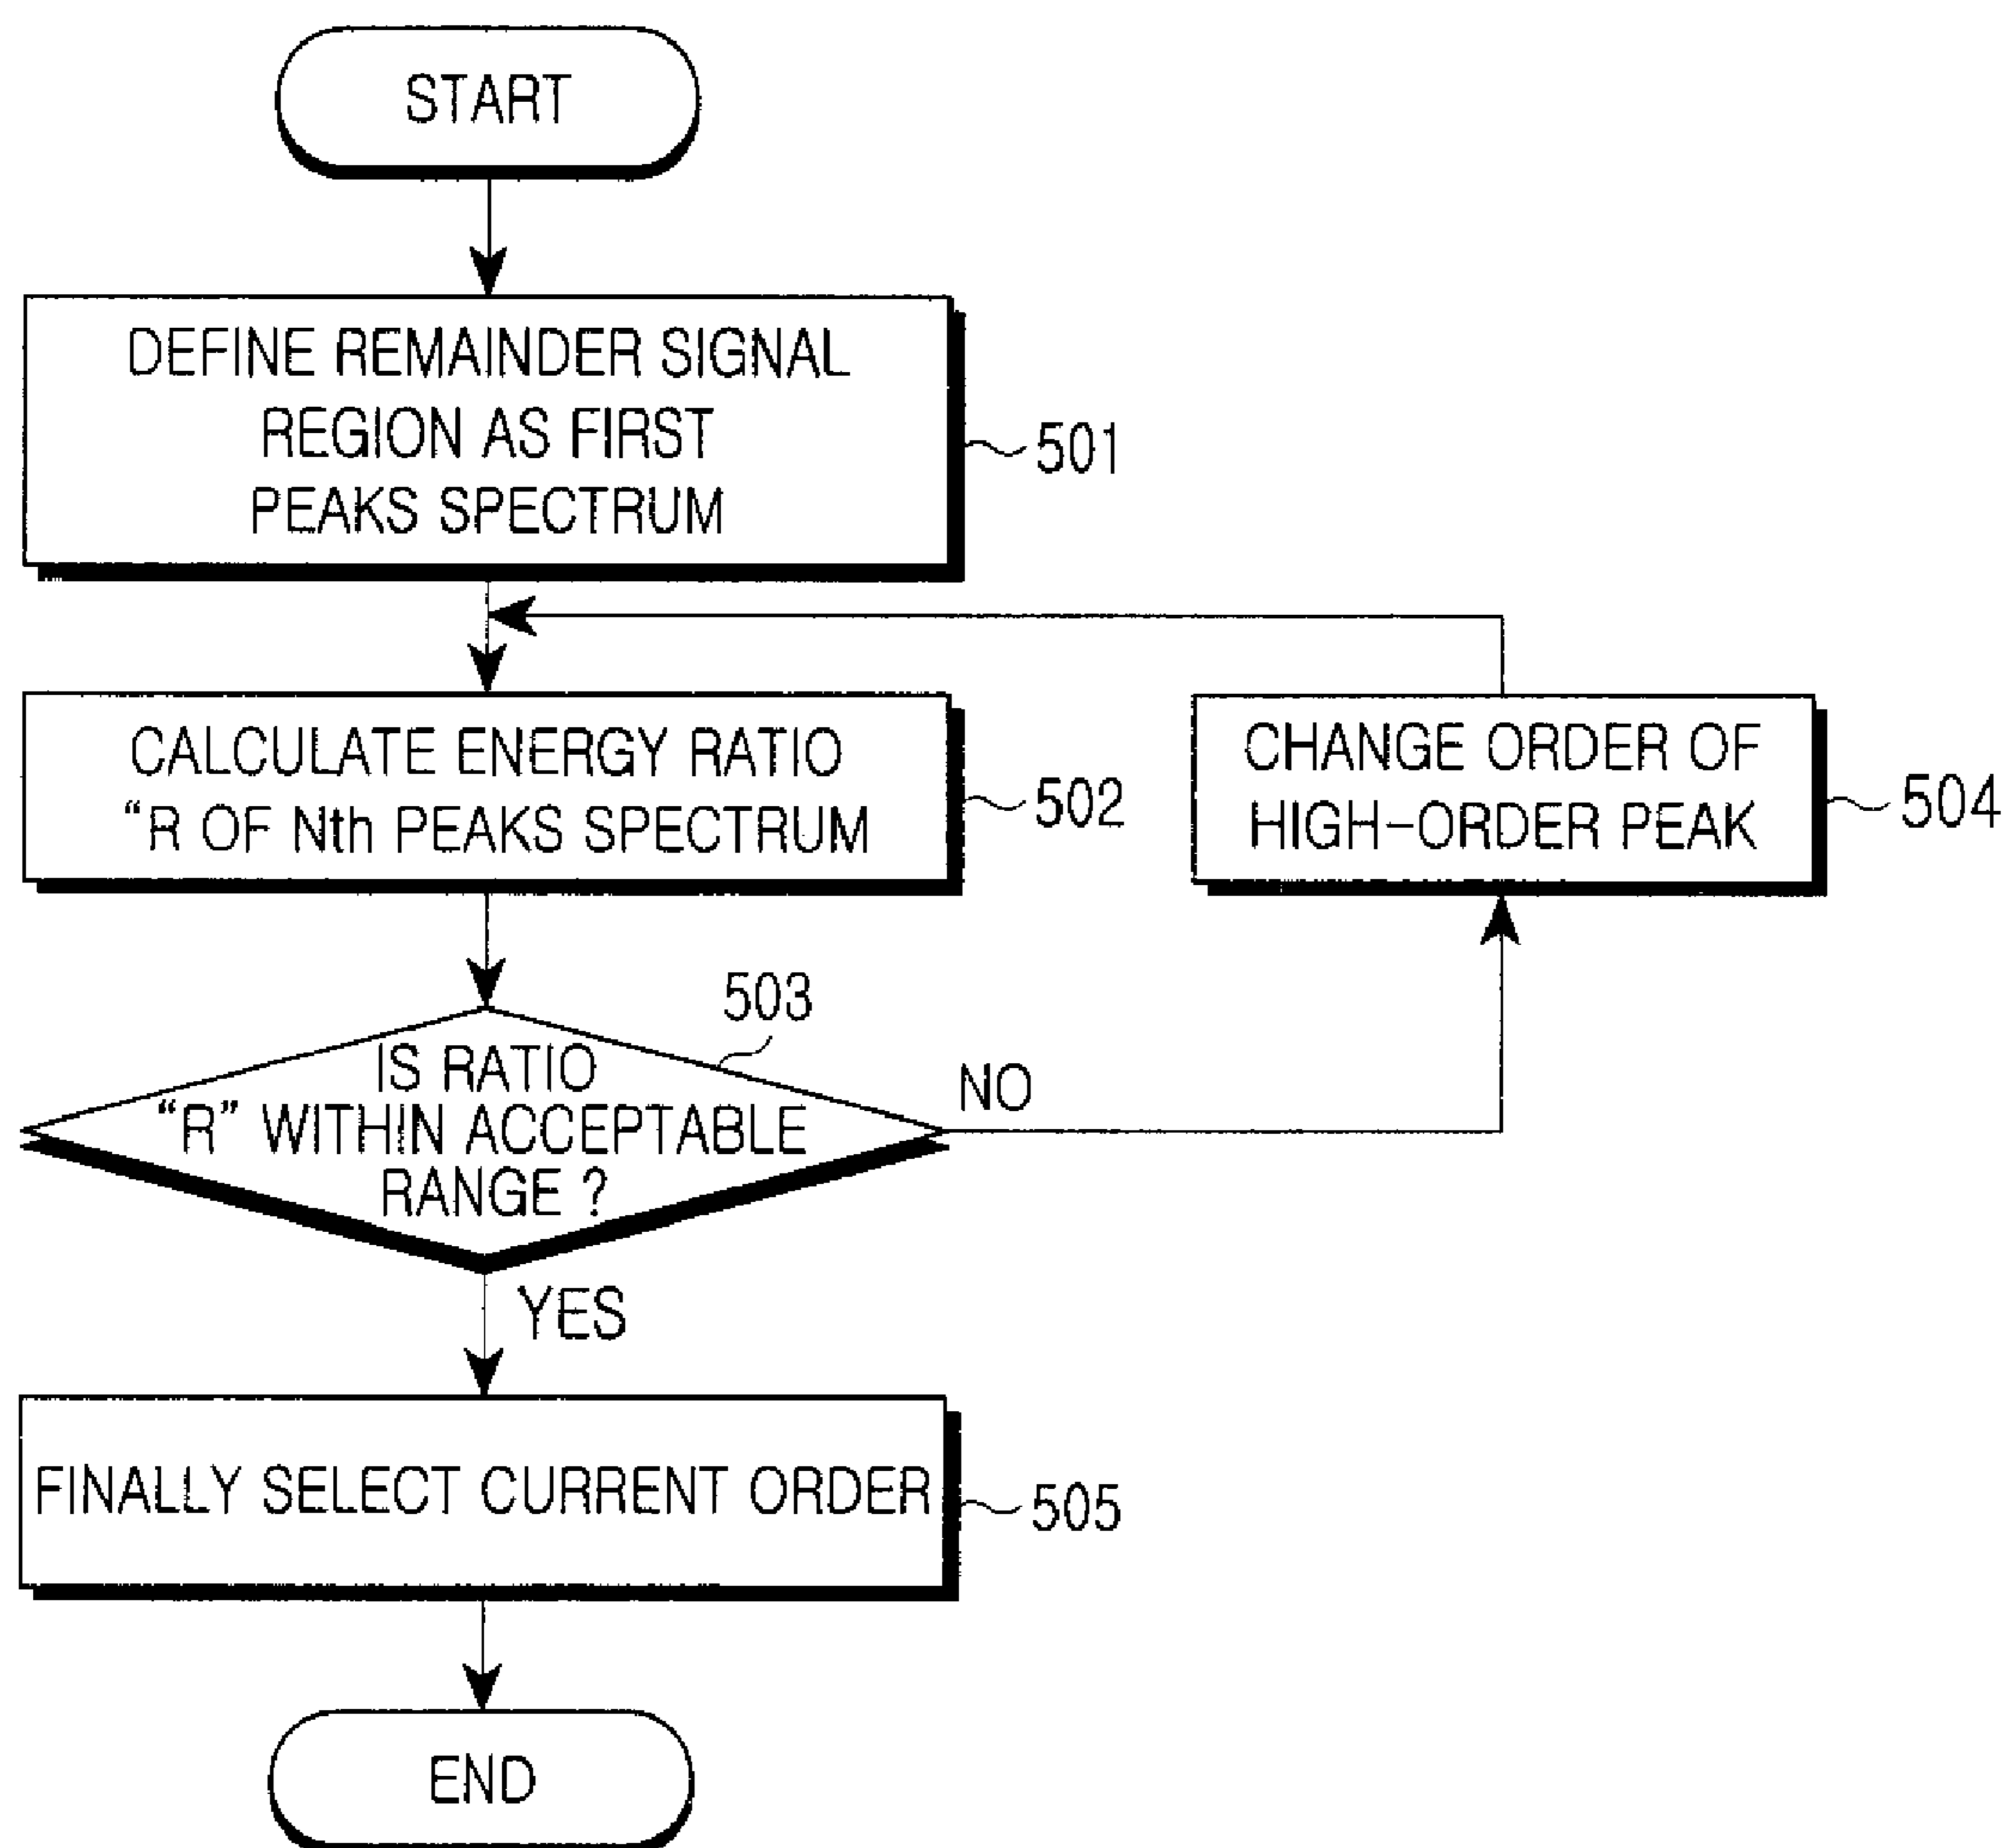 START
DEFINE REMAINDER SIGNAL
REGION AS FIRST
PEAKS SPECTRUM
501
CALCULATE ENERGY RATIO
“R OF Nth PEAKS SPECTRUM
502
CHANGE ORDER OF
HIGH-ORDER PEAK
504
503
IS RATIO
“R” WITHIN ACCEPTABLE
RANGE ?
NO
YES
FINALLY SELECT CURRENT ORDER
505
END